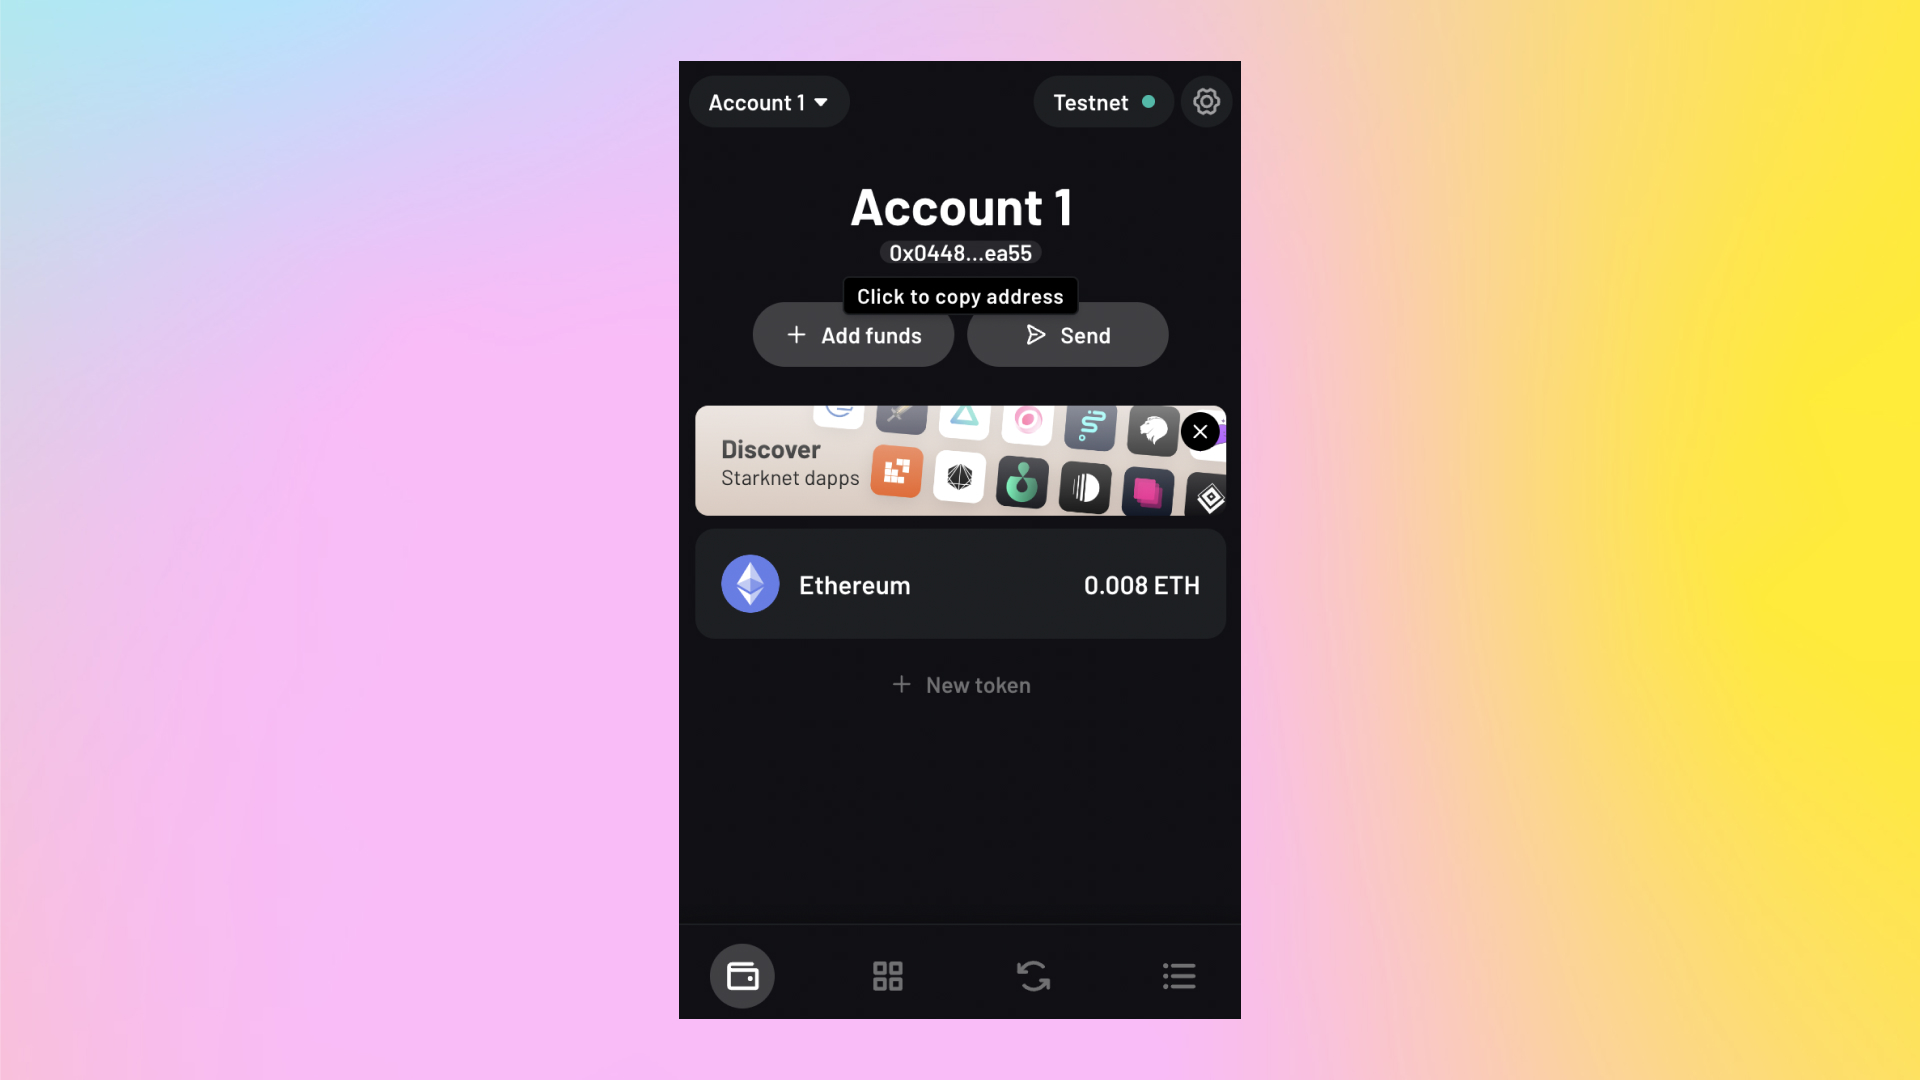 Account 1
Testnet
Account 1
0x0448...ea55
Click to copy address
Add funds
Send
Discover
Starknet dapps
Ethereum
0.008 ETH
New token